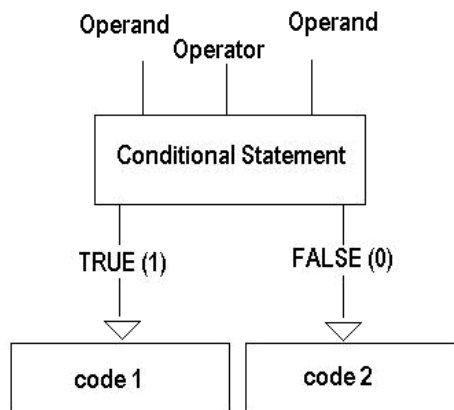 Operand
Operator
Operand
Conditional Statement
TRUE (1)
FALSE (0)
code 1
code 2